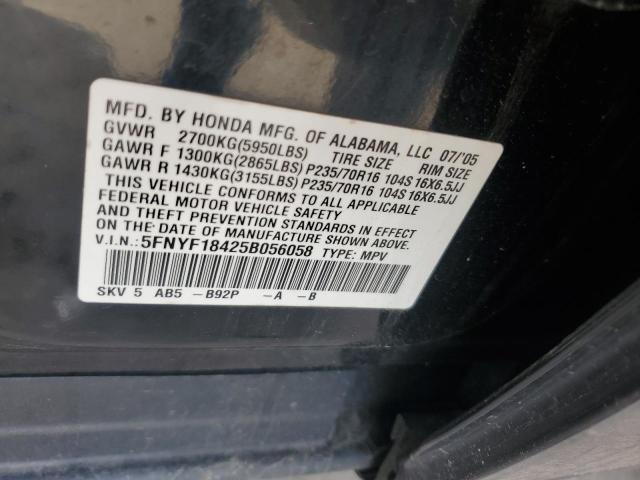 MFD. BY HONDA MFG. OF ALABAMA, LLC 07/'05
GVWR 2700KG(5950LBS) TIRE SIZE RIM SIZE
GAWR F 1300KG(2865LBS) P235/70R16 104S 16X6.5JJ
GAWR R 1430KG(3155LBS) P235/70R16 104S 16X6.5JJ
THIS VEHICLE CONFORMS TO ALL APPLICABLE
FEDERAL MOTOR VEHICLE SAFETY
STANDARDS IN EFFECT
ON THE DATE OF MANUFACTURE SHOWN ABOVE.
V.I.N.: 5FNYF18425B056058 TYPE: MPV
SKV 5 AB5 -B92P -A -B